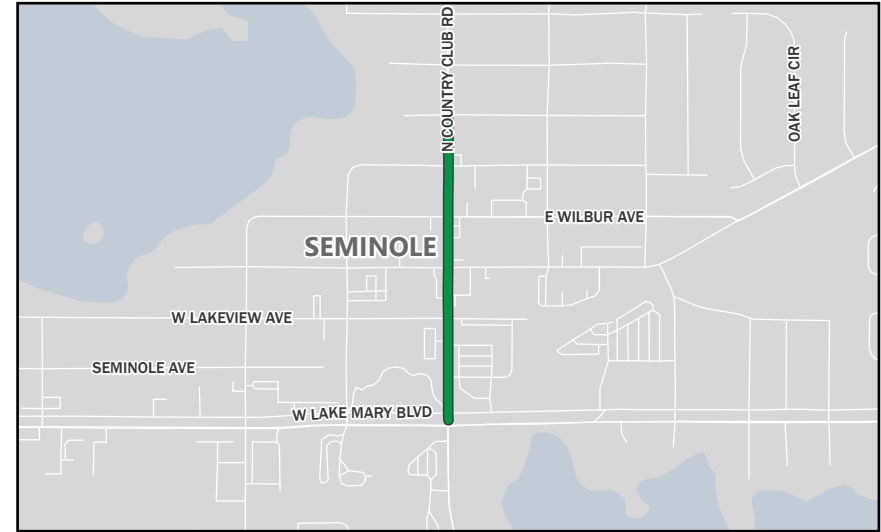 N COUNTRY CLUB RD
OAK LEAF CIR
E WILBUR AVE
SEMINOLE
W LAKEVIEW AVE
SEMINOLE AVE
W LAKE MARY BLVD